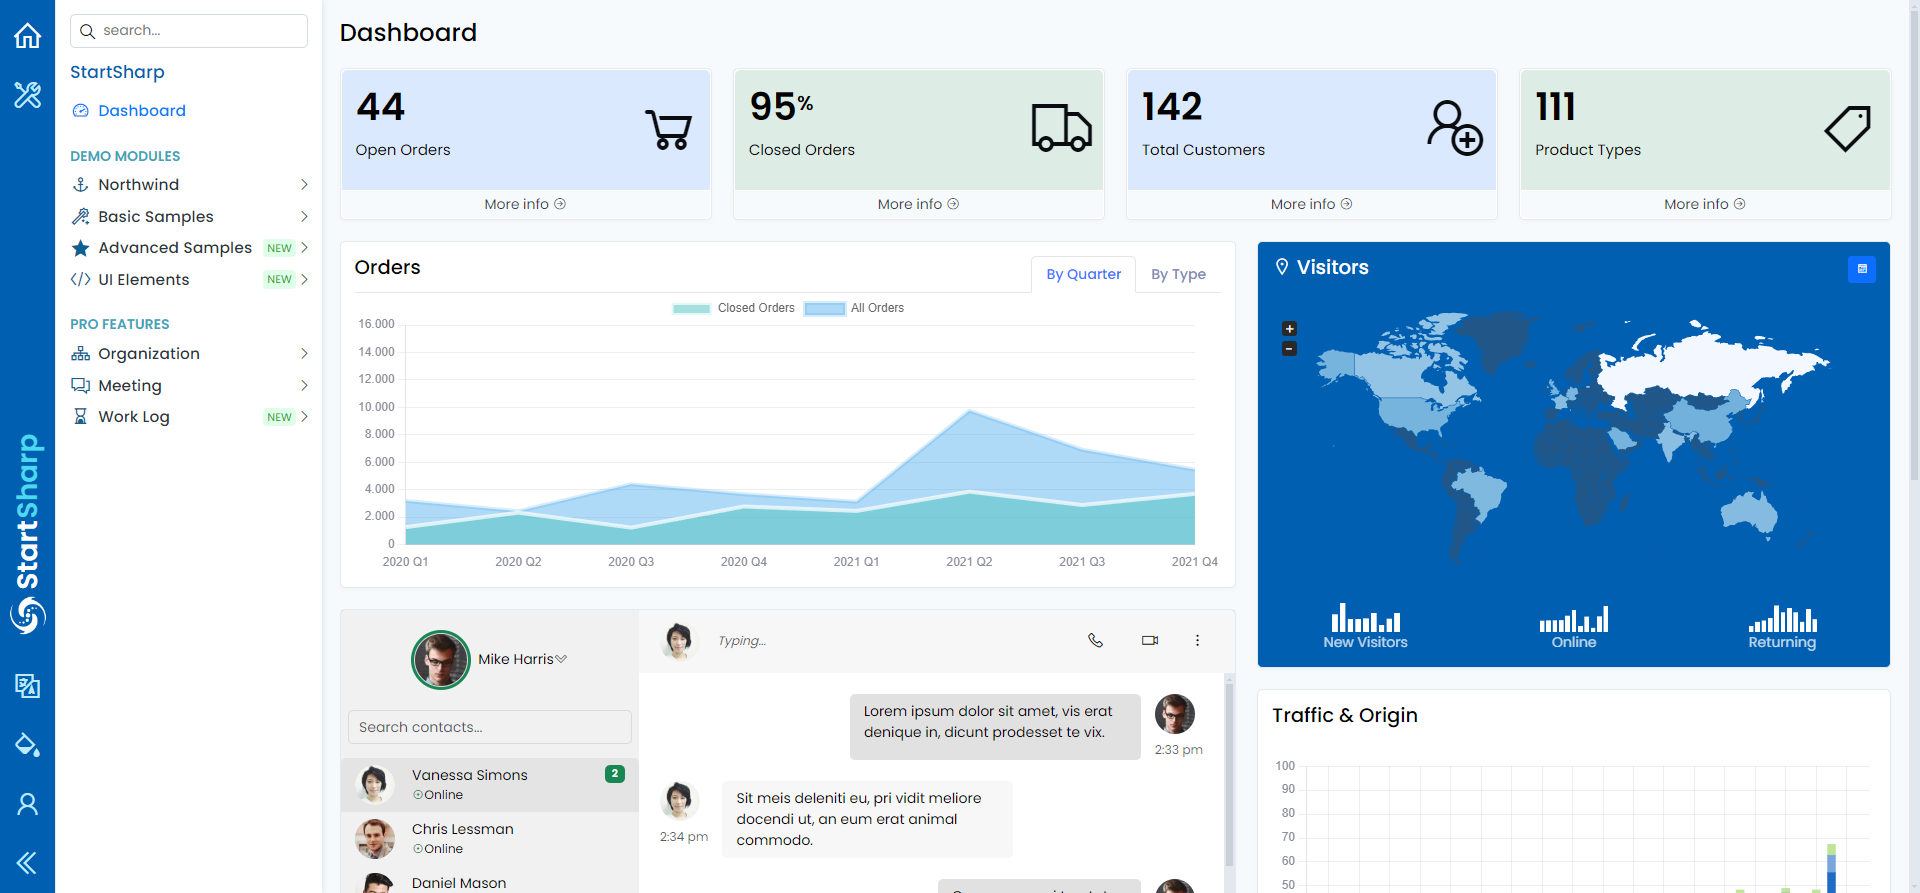 search...
StartSharp
Dashboard
DEMO MODULES
Northwind
Basic Samples
Advanced Samples NEW
UI Elements NEW
PRO FEATURES
Organization
Meeting
Work Log NEW
StartSharp
Dashboard
44
Open Orders
More info
95%
Closed Orders
More info
142
Total Customers
More info
111
Product Types
More info
Orders
By Quarter
By Type
Closed Orders
All Orders
16.000
14.000
12.000
10.000
8.000
6.000
4.000
2.000
0
2020 Q1
2020 Q2
2020 Q3
2020 Q4
2021 Q1
2021 Q2
2021 Q3
2021 Q4
Visitors
+
−
New Visitors
Online
Returning
Mike Harris
Search contacts...
Vanessa Simons
2
Online
Chris Lessman
Online
Daniel Mason
Typing...
Lorem ipsum dolor sit amet, vis erat
denique in, dicunt prodesset te vix.
2:33 pm
Sit meis deleniti eu, pri vidit meliore
docendi ut, an eum erat animal
commodo.
2:34 pm
Traffic & Origin
100
90
80
70
60
50